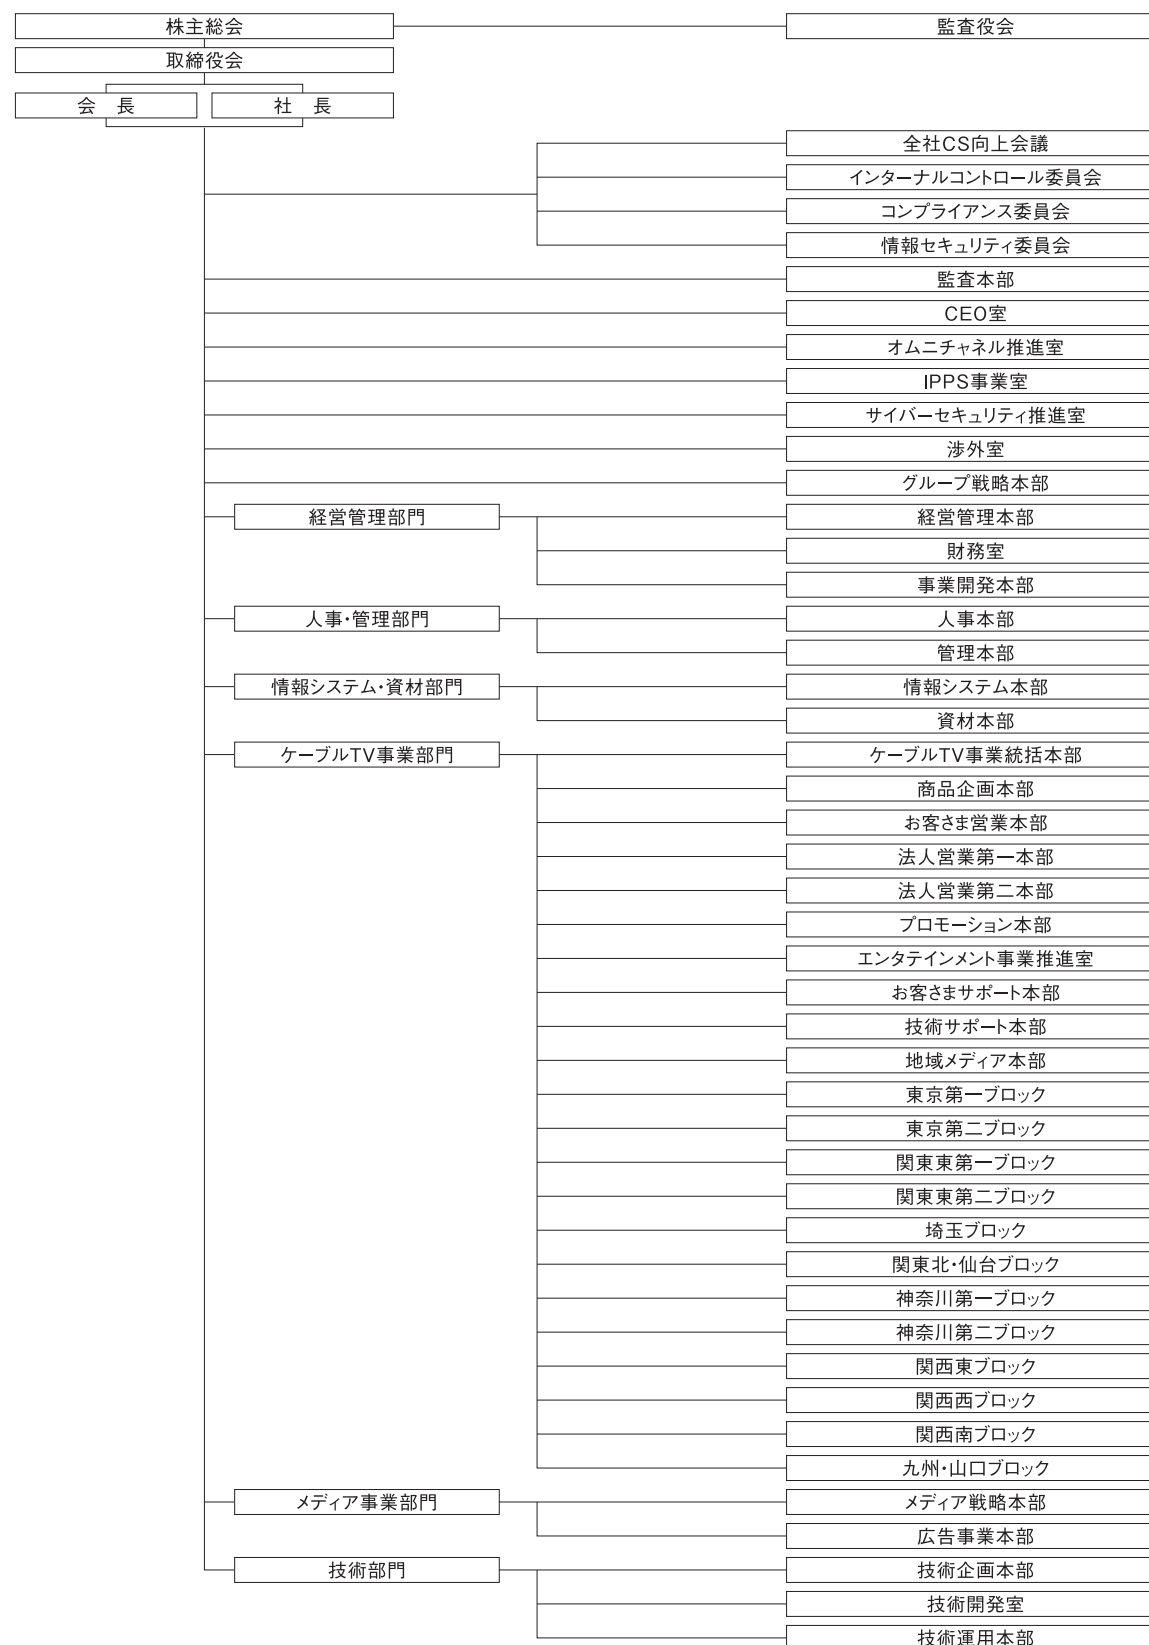 株主総会 監査役会
取締役会
会　長 社　長
全社CS向上会議
インターナルコントロール委員会
コンプライアンス委員会
情報セキュリティ委員会
監査本部
CEO室
オムニチャネル推進室
IPPS事業室
サイバーセキュリティ推進室
渉外室
グループ戦略本部
経営管理部門 経営管理本部
財務室
事業開発本部
人事・管理部門 人事本部
管理本部
情報システム・資材部門 情報システム本部
資材本部
ケーブルTV事業部門 ケーブルTV事業統括本部
商品企画本部
お客さま営業本部
法人営業第一本部
法人営業第二本部
プロモーション本部
エンタテインメント事業推進室
お客さまサポート本部
技術サポート本部
地域メディア本部
東京第一ブロック
東京第二ブロック
関東東第一ブロック
関東東第二ブロック
埼玉ブロック
関東北・仙台ブロック
神奈川第一ブロック
神奈川第二ブロック
関西東ブロック
関西西ブロック
関西南ブロック
九州・山口ブロック
メディア事業部門 メディア戦略本部
広告事業本部
技術部門 技術企画本部
技術開発室
技術運用本部